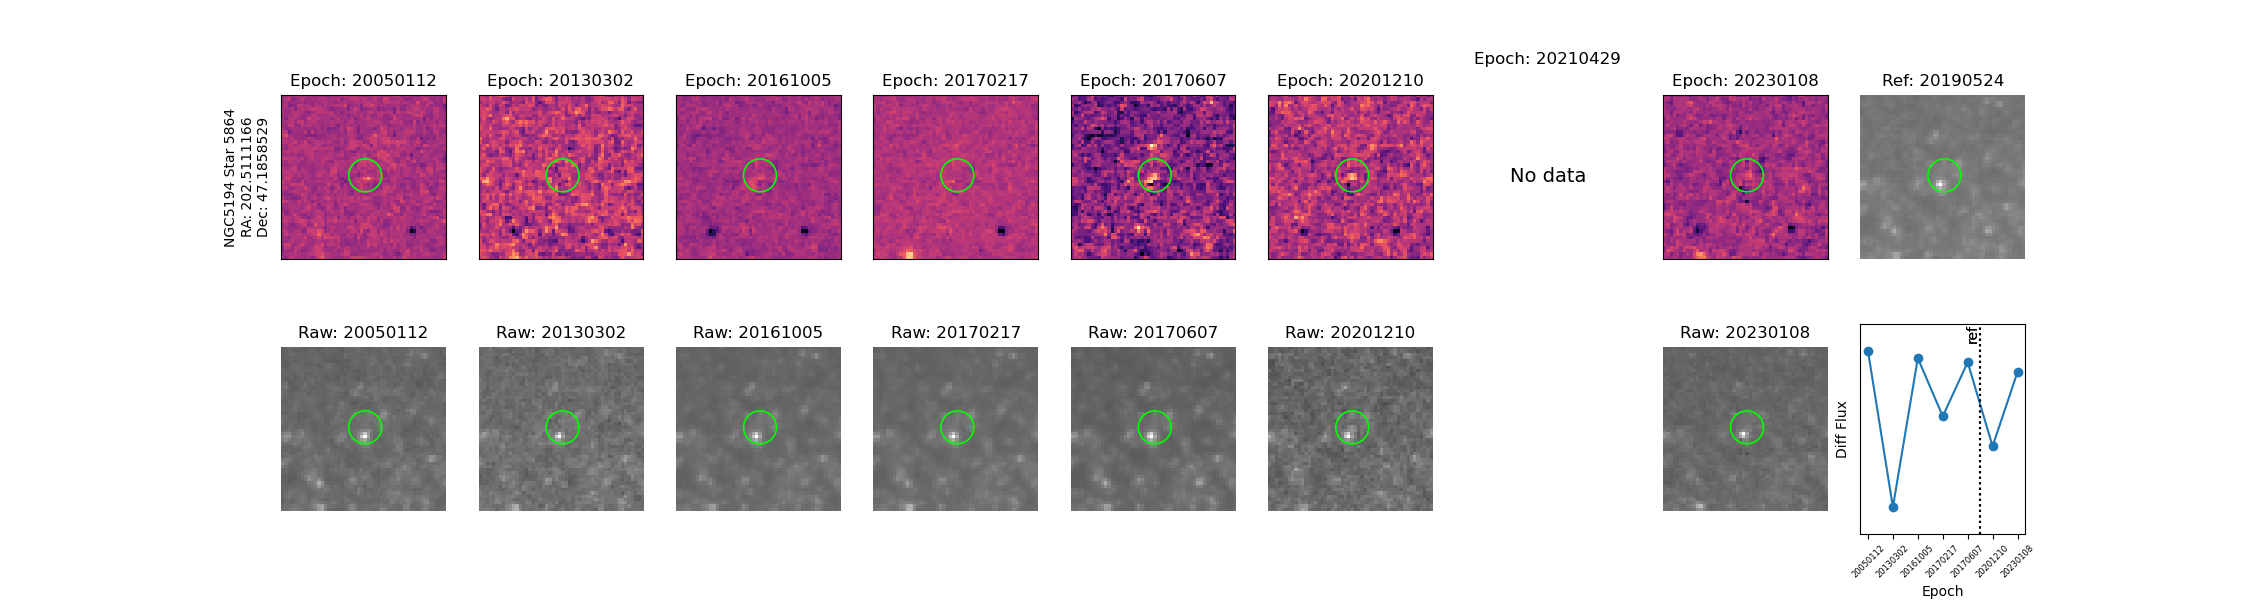 Epoch: 20210429
Epoch: 20050112
Epoch: 20130302
Epoch: 20161005
Epoch: 20170217
Epoch: 20170607
Epoch: 20201210
Epoch: 20230108
Ref: 20190524
NGC5194 Star 5864
RA: 202.5111166
Dec: 47.1858529
No data
Raw: 20050112
Raw: 20130302
Raw: 20161005
Raw: 20170217
Raw: 20170607
Raw: 20201210
Raw: 20230108
ref
Diff Flux
20050112
20130302
20161005
20170217
20170607
20201210
20230108
Epoch